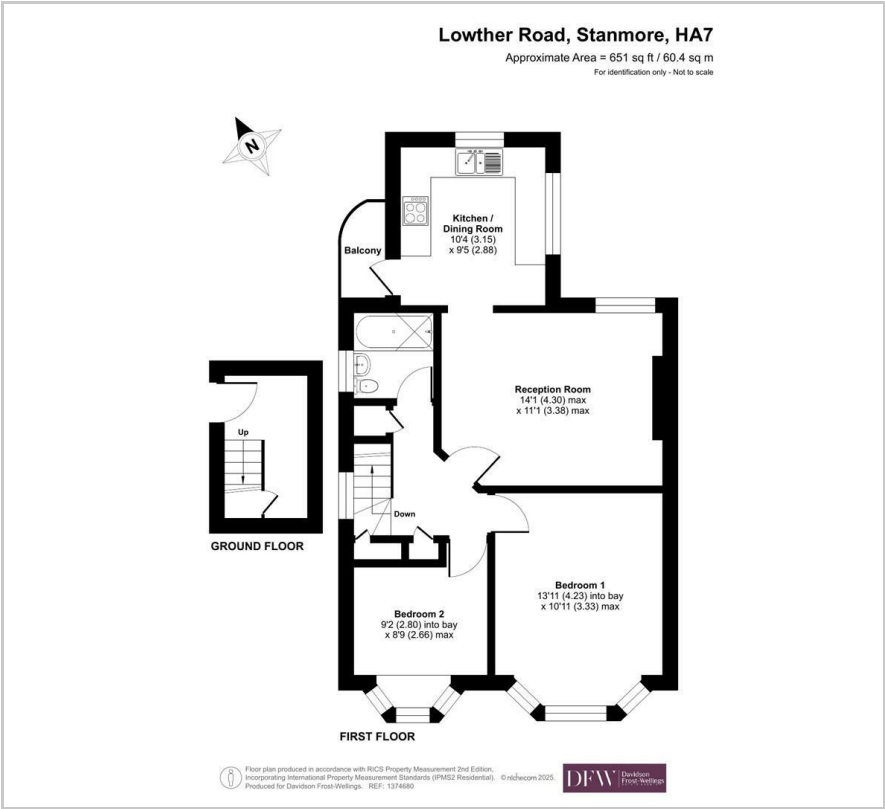 Lowther Road, Stanmore, HA7
Approximate Area = 651 sq ft / 60.4 sq m
For identification only - Not to scale
N
Kitchen /
Dining Room
10'4 (3.15)
x 9'5 (2.88)
Balcony
Reception Room
14'1 (4.30) max
x 11'1 (3.38) max
Up
GROUND FLOOR
Down
Bedroom 1
13'11 (4.23) into bay
x 10'11 (3.33) max
Bedroom 2
9'2 (2.80) into bay
x 8'9 (2.66) max
FIRST FLOOR
Floor plan produced in accordance with RICS Property Measurement 2nd Edition,
Incorporating International Property Measurement Standards (IPMS2 Residential). © nichecom 2025.
Produced for Davidson Frost-Wellings. REF: 1374680
DFW
Davidson
Frost-Wellings